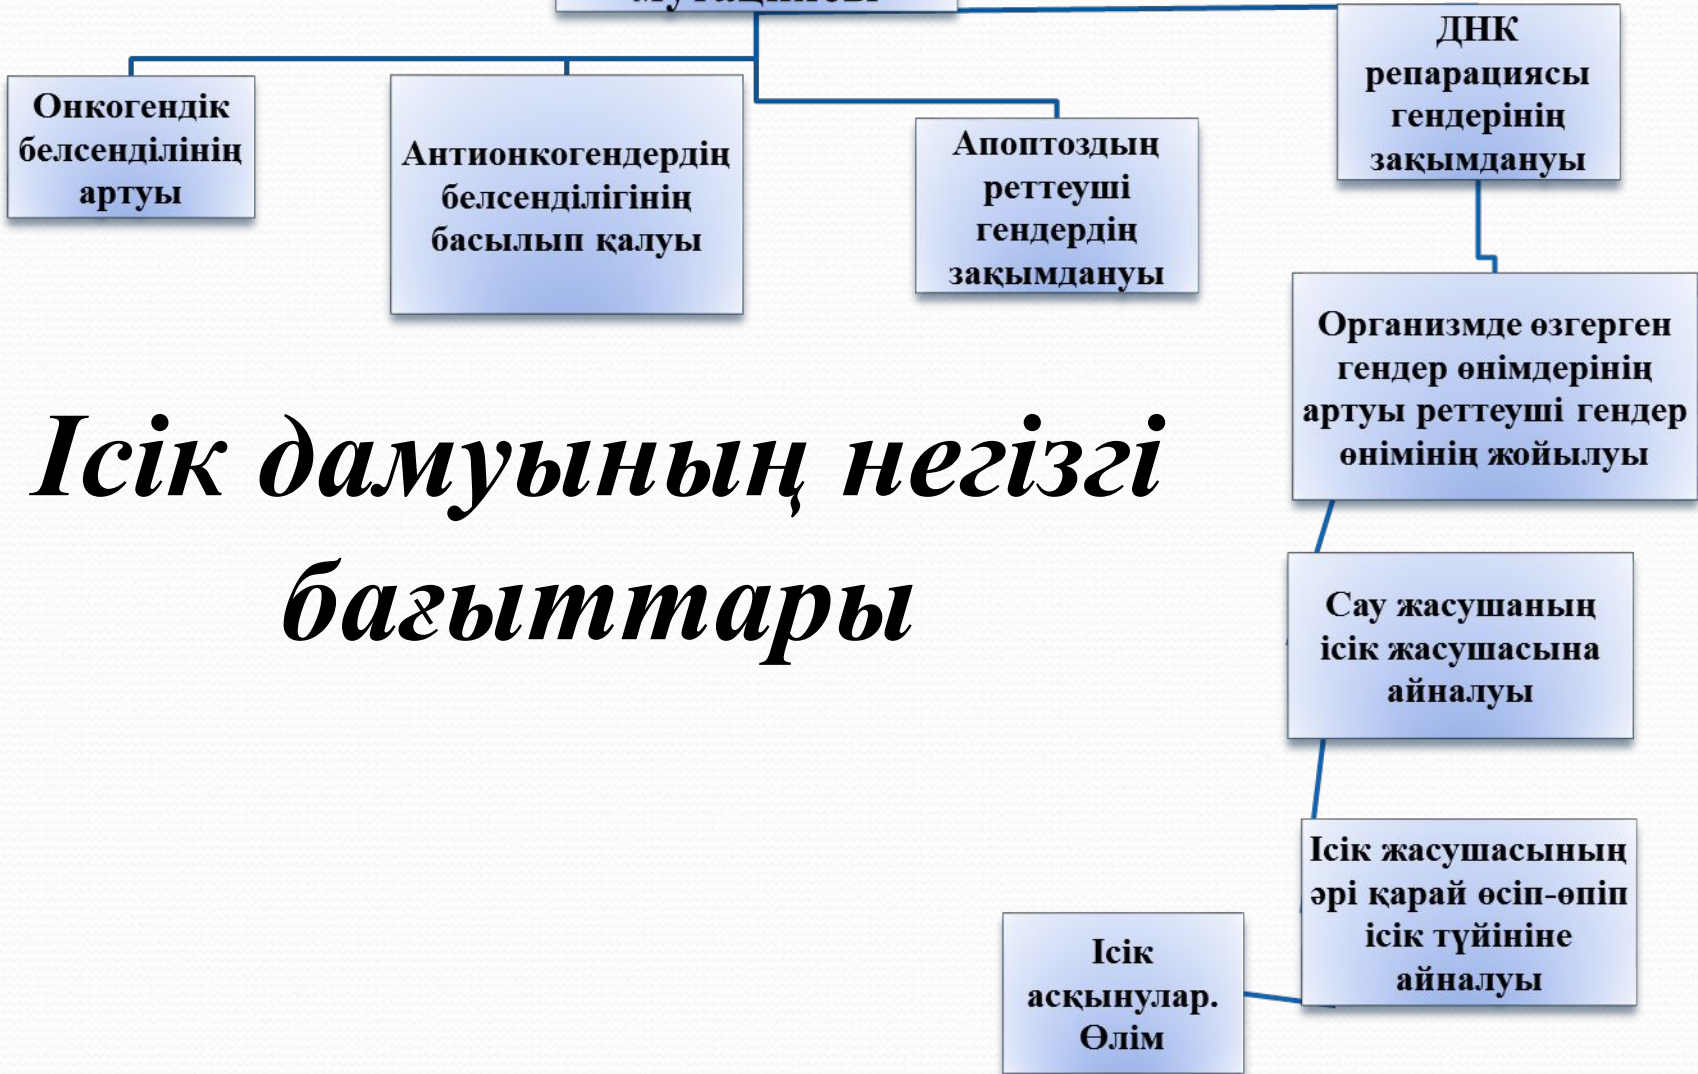 Онкогендік
белсенділінің
артуы
Антионкогендердің
белсенділігінің
басылып қалуы
Апоптоздың
реттеуші
гендердің
зақымдануы
ДНК
репарациясы
гендерінің
зақымдануы
Организмде өзгерген
гендер өнімдерінің
артуы реттеуші гендер
өнімінің жойылуы
Ісік дамуының негізгі
бағыттары
Сау жасушаның
ісік жасушасына
айналуы
Ісік жасушасының
әрі қарай өсіп-өпіп
ісік түйініне
айналуы
Ісік
асқынулар.
Өлім